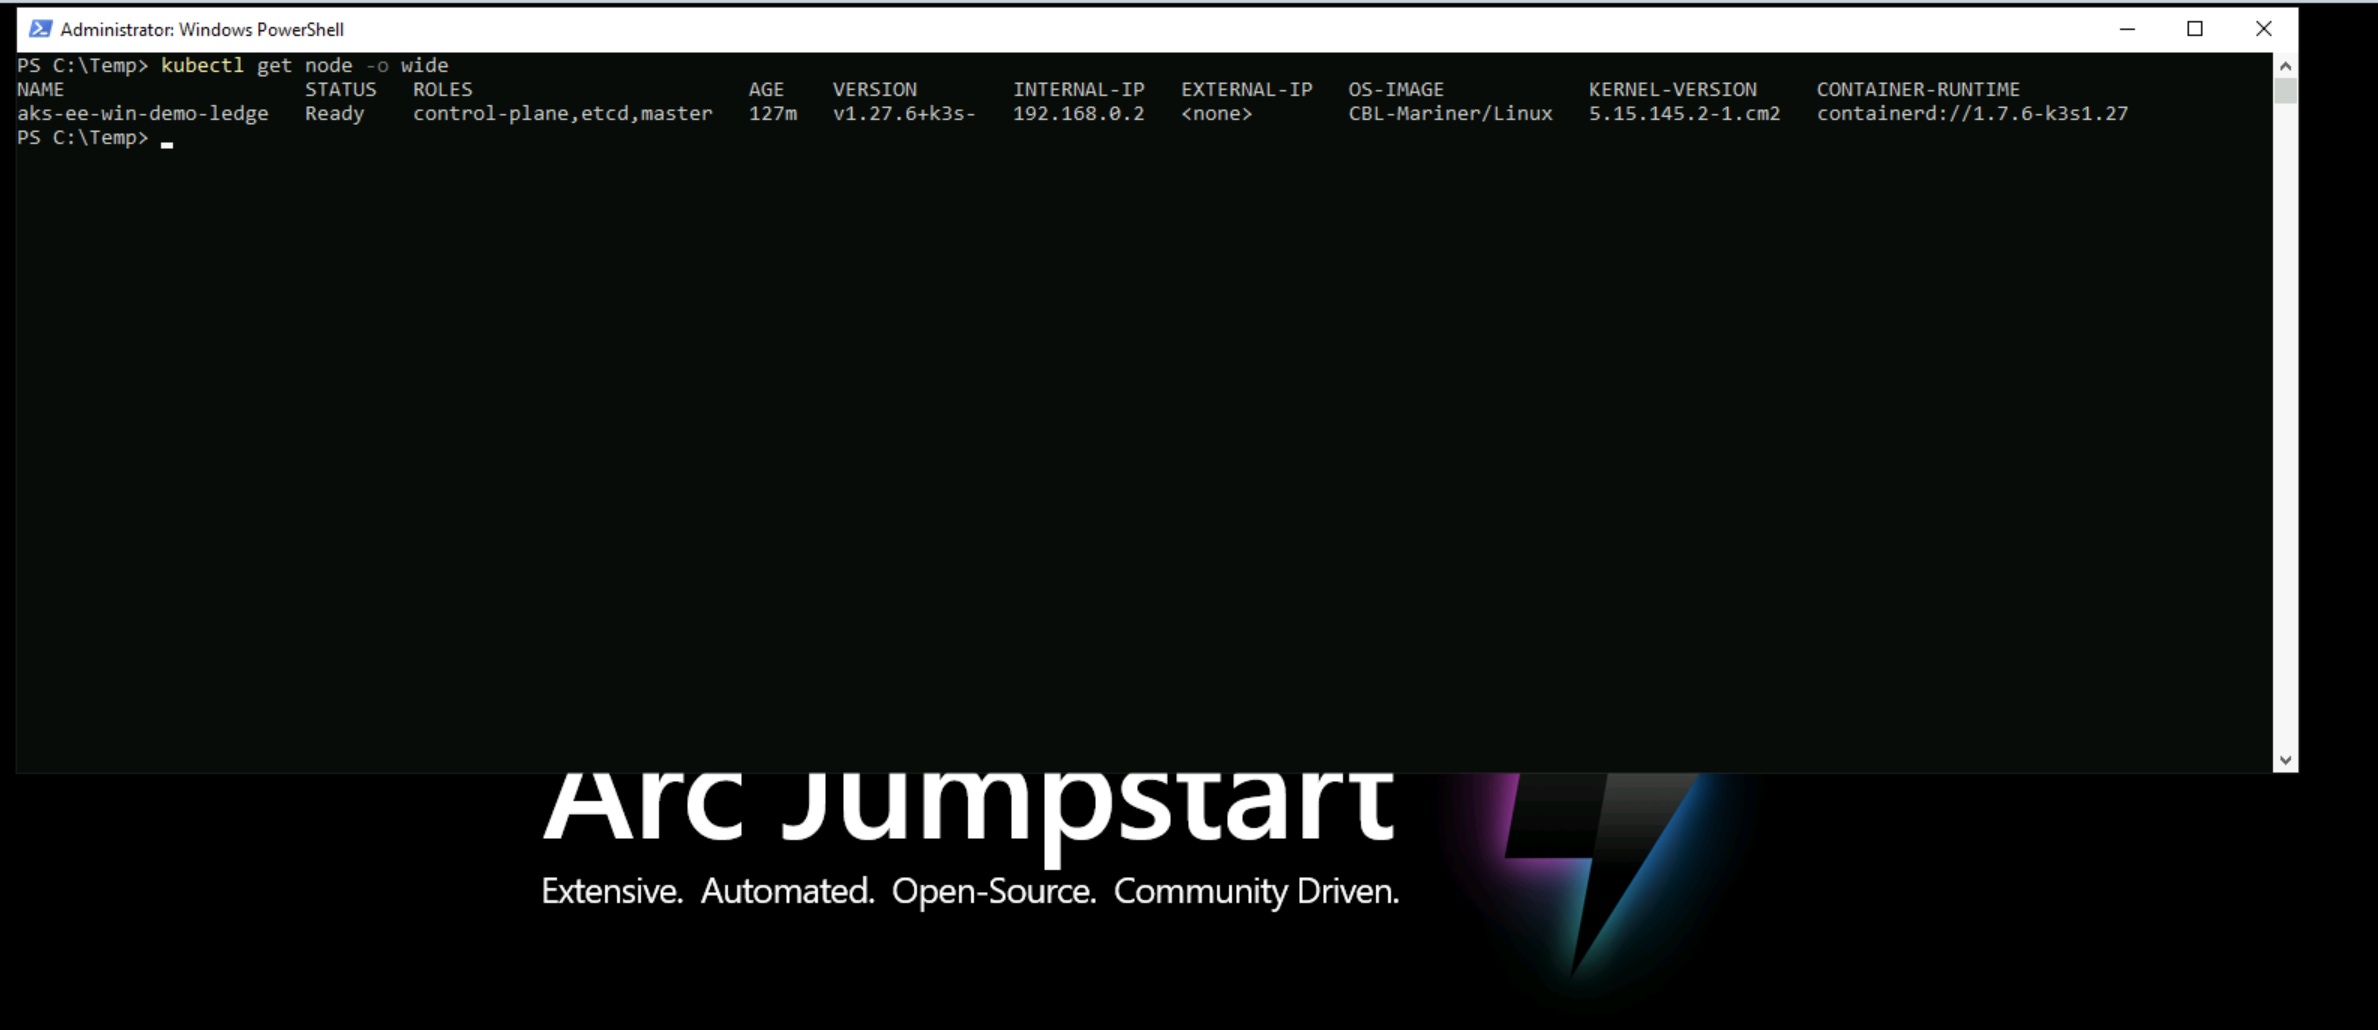 Administrator: Windows PowerShell
PS C:\Temp> kubectl get node -o wide
NAME STATUS ROLES AGE VERSION INTERNAL-IP EXTERNAL-IP OS-IMAGE KERNEL-VERSION CONTAINER-RUNTIME
aks-ee-win-demo-ledge Ready control-plane,etcd,master 127m v1.27.6+k3s- 192.168.0.2 <none> CBL-Mariner/Linux 5.15.145.2-1.cm2 containerd://1.7.6-k3s1.27
PS C:\Temp>
Arc Jumpstart
Extensive. Automated. Open-Source. Community Driven.